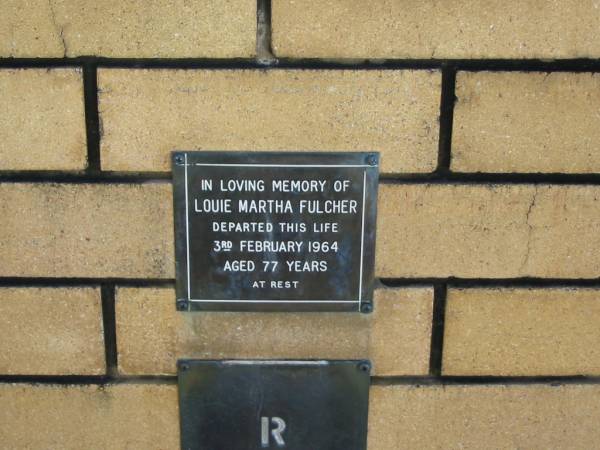 IN LOVING MEMORY OF
LOUIE MARTHA FULCHER
DEPARTED THIS LIFE
3RD FEBRUARY 1964
AGED 77 YEARS
AT REST
R